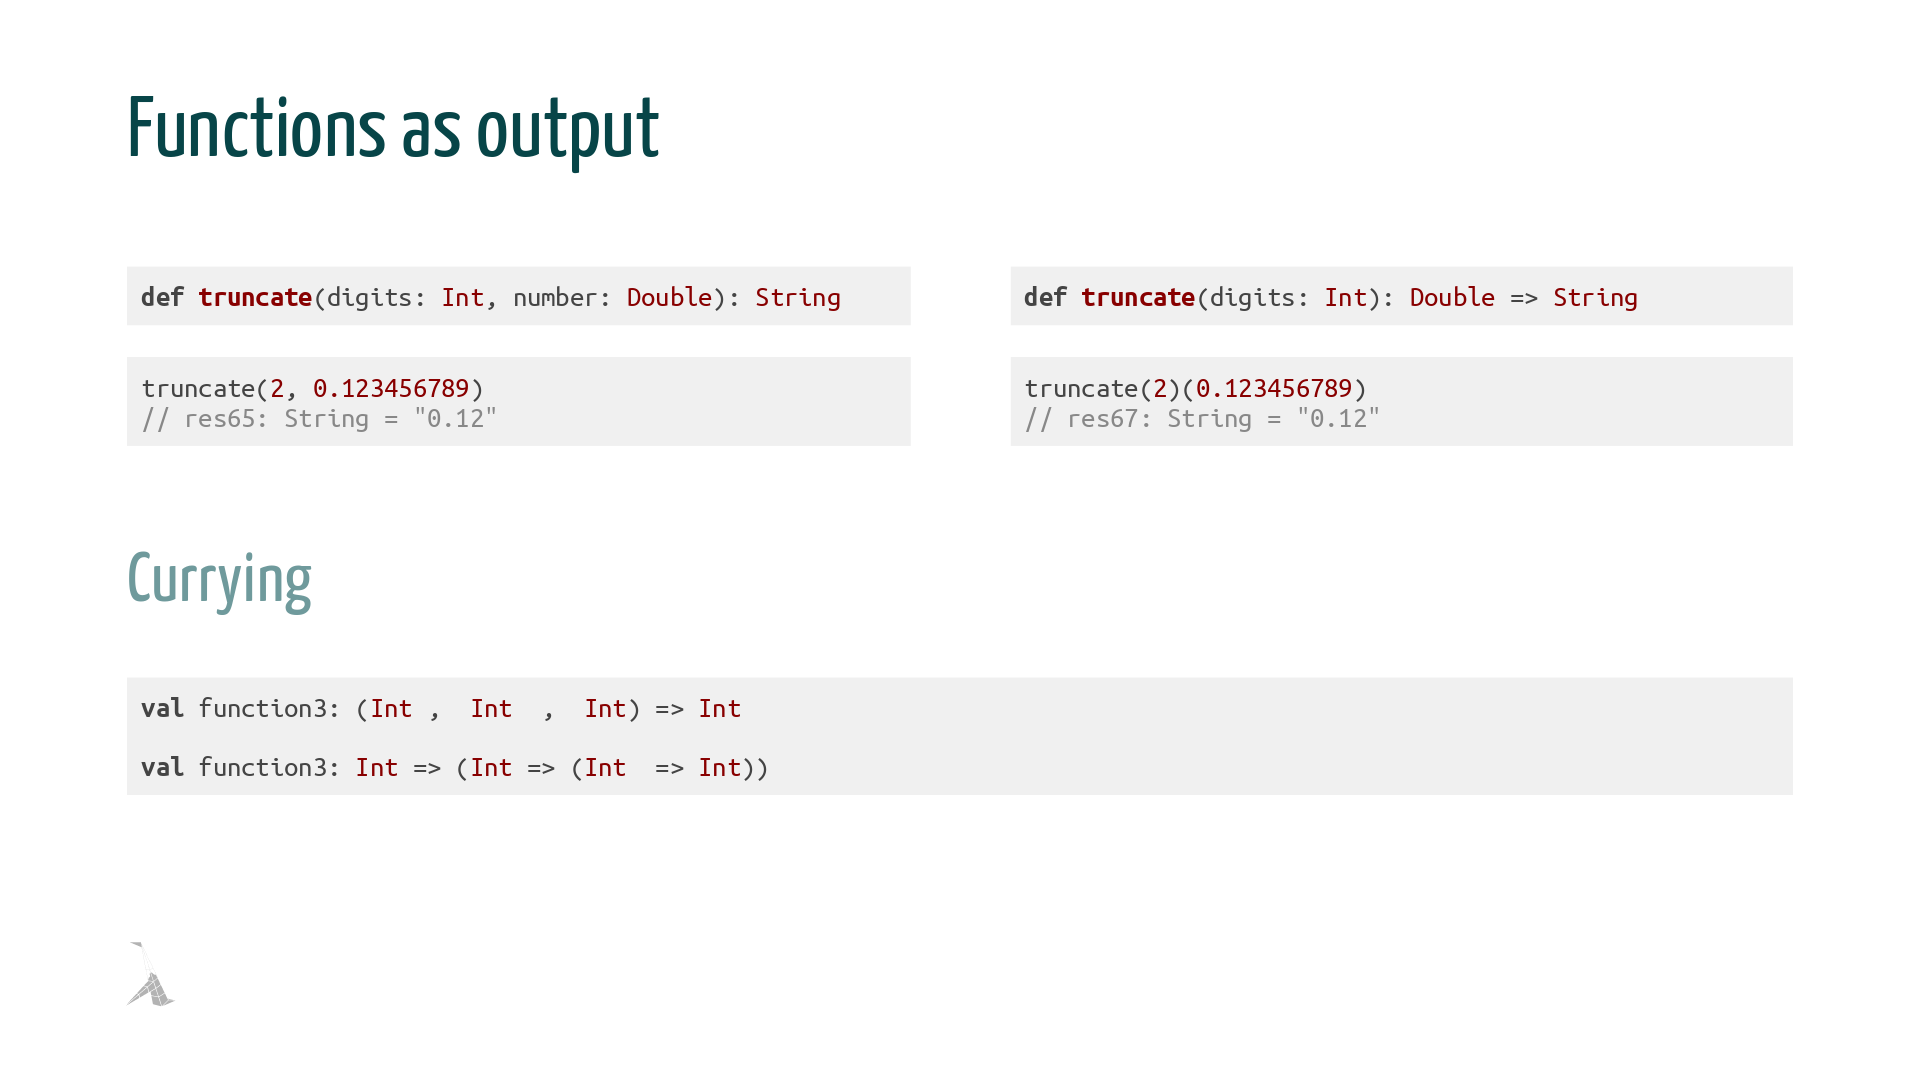 Functions as output
def truncate(digits: Int, number: Double): String
truncate(2, 0.123456789)
// res65: String = "0.12"
def truncate(digits: Int): Double => String
truncate(2)(0.123456789)
// res67: String = "0.12"
Currying
val function3: (Int ,  Int  ,  Int) => Int
val function3: Int => (Int => (Int  => Int))